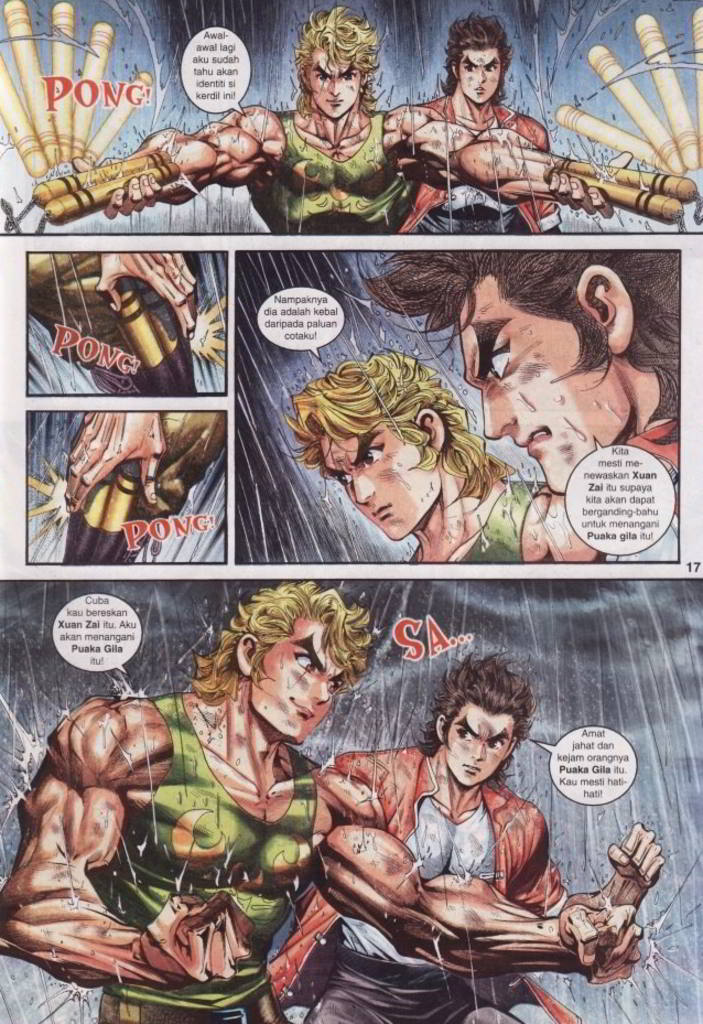 Awal-
awal lagi
aku sudah
tahu akan
identiti si
kerdil ini!
PONG!
PONG!
PONG!
Nampaknya
dia adalah kebal
daripada paluan
cotaku!
Kita
mesti me-
newaskan Xuan
Zai itu supaya
kita akan dapat
berganding-bahu
untuk menangani
Puaka gila itu!
17
Cuba
kau bereskan
Xuan Zai itu. Aku
akan menangani
Puaka Gila
itu!
SA...
Amat
jahat dan
kejam orangnya
Puaka Gila itu.
Kau mesti hati-
hati!